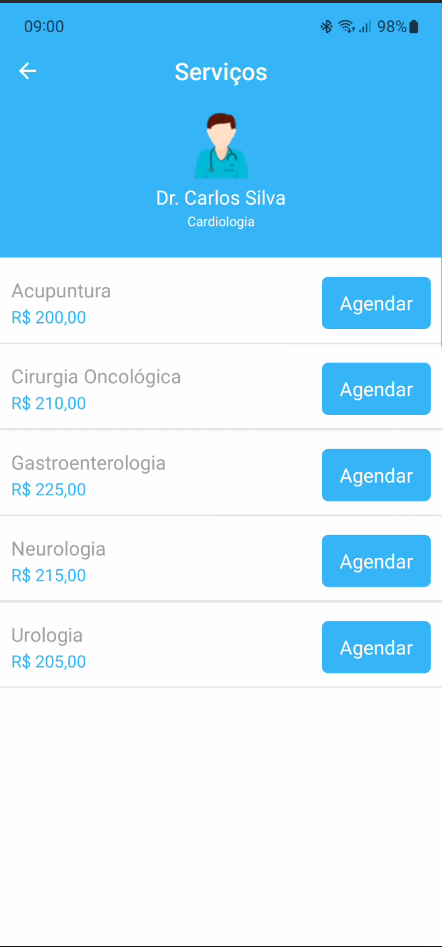 09:00 98%
Serviços
Dr. Carlos Silva
Cardiologia
Acupuntura
R$ 200,00
Agendar
Cirurgia Oncológica
R$ 210,00
Agendar
Gastroenterologia
R$ 225,00
Agendar
Neurologia
R$ 215,00
Agendar
Urologia
R$ 205,00
Agendar